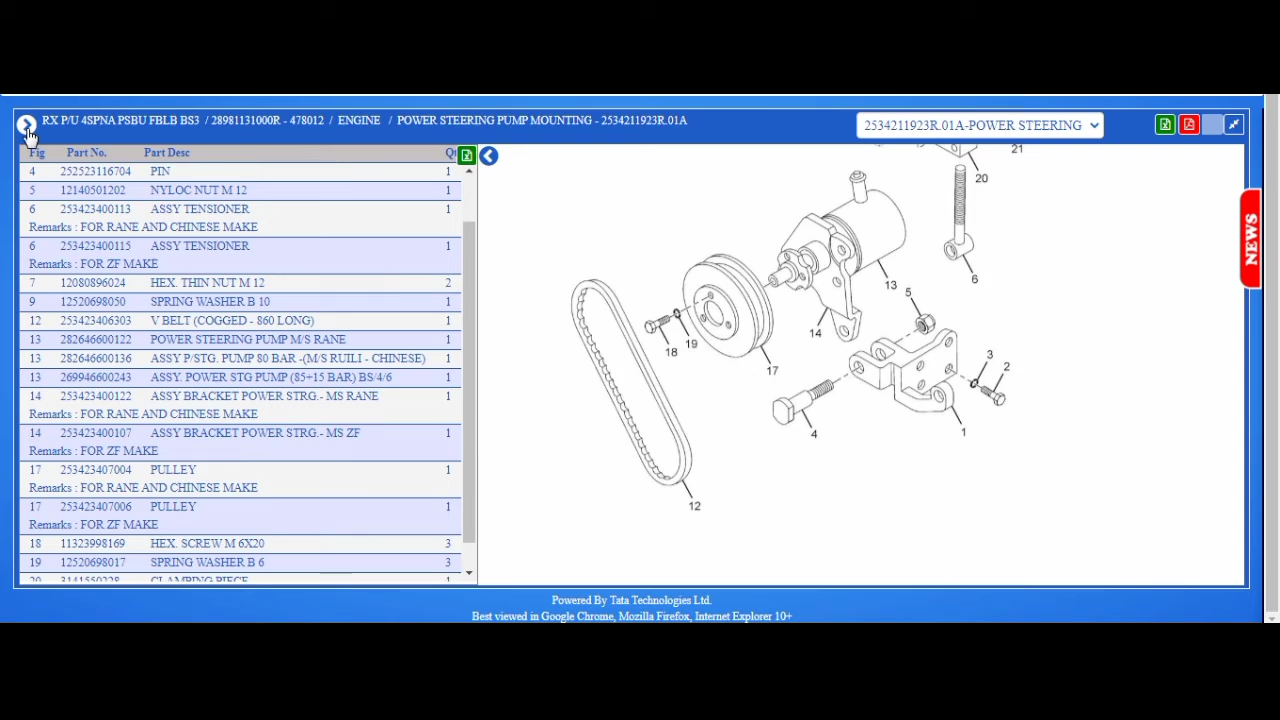 RX P/U 4SPNA PSBU FBLB BS3 / 28981131000R - 478012 / ENGINE / POWER STEERING PUMP MOUNTING - 2534211923R.01A
2534211923R.01A-POWER STEERING
Fig Part No. Part Desc
4 252523116704 PIN 1
5 12140501202 NYLOC NUT M 12 1
6 253423400113 ASSY TENSIONER 1
Remarks : FOR RANE AND CHINESE MAKE
6 253423400115 ASSY TENSIONER 1
Remarks : FOR ZF MAKE
7 12080896024 HEX. THIN NUT M 12 2
9 12520698050 SPRING WASHER B 10 1
12 253423406303 V BELT (COGGED - 860 LONG) 1
13 282646600122 POWER STEERING PUMP M/S RANE 1
13 282646600136 ASSY P/STG. PUMP 80 BAR -(M/S RUILI - CHINESE) 1
13 269946600243 ASSY. POWER STG PUMP (85+15 BAR) BS/4/6 1
14 253423400122 ASSY BRACKET POWER STRG.- MS RANE 1
Remarks : FOR RANE AND CHINESE MAKE
14 253423400107 ASSY BRACKET POWER STRG.- MS ZF 1
Remarks : FOR ZF MAKE
17 253423407004 PULLEY 1
Remarks : FOR RANE AND CHINESE MAKE
17 253423407006 PULLEY 1
Remarks : FOR ZF MAKE
18 11323998169 HEX. SCREW M 6X20 3
19 12520698017 SPRING WASHER B 6 3
20 3141550228 CLAMPING PIECE 1
21
20
6
13
5
14
19
18
17
3
2
4
1
12
NEWS
Powered By Tata Technologies Ltd.
Best viewed in Google Chrome, Mozilla Firefox, Internet Explorer 10+